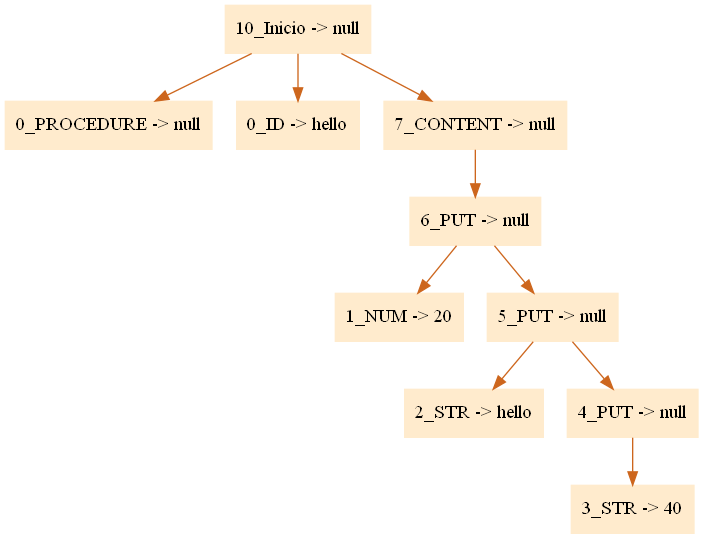 10_Inicio -> null
0_PROCEDURE -> null
0_ID -> hello
7_CONTENT -> null
6_PUT -> null
1_NUM -> 20
5_PUT -> null
2_STR -> hello
4_PUT -> null
3_STR -> 40